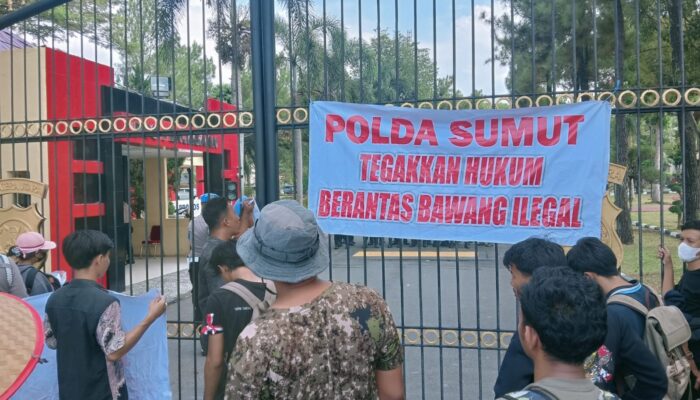 POLDA SUMUT
TEGAKKAN HUKUM
BERANTAS BAWANG ILEGAL